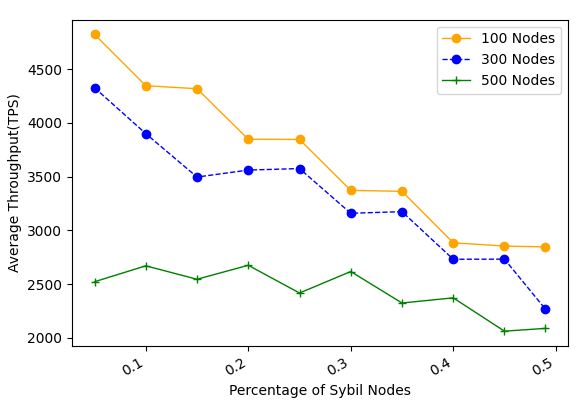 100 Nodes
300 Nodes
500 Nodes
Average Throughput(TPS)
4500
4000
3500
3000
2500
2000
0.1
0.2
0.3
0.4
0.5
Percentage of Sybil Nodes